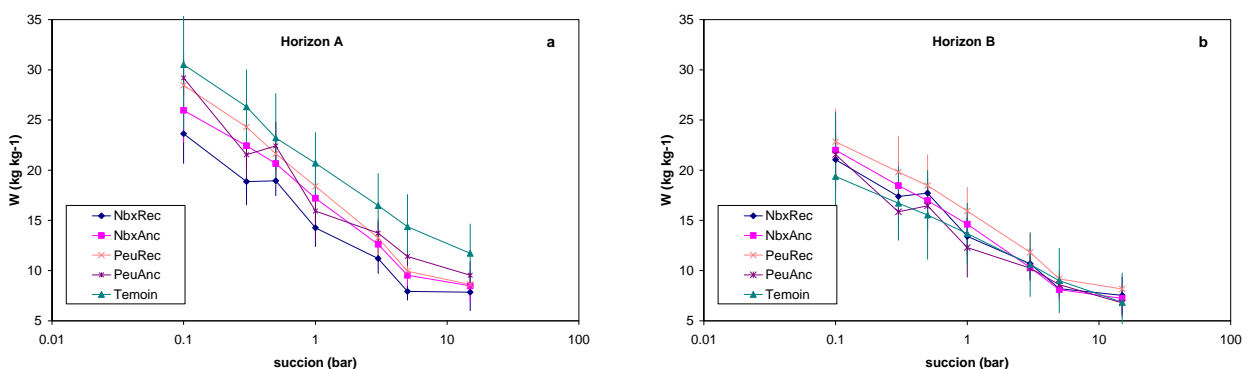 Horizon A
a
W (kg kg-1)
35
30
25
20
15
10
5
0.01
0.1
1
10
100
succion (bar)
NbxRec
NbxAnc
PeuRec
PeuAnc
Temoin
Horizon B
b
W (kg kg-1)
35
30
25
20
15
10
5
0.01
0.1
1
10
100
succion (bar)
NbxRec
NbxAnc
PeuRec
PeuAnc
Temoin